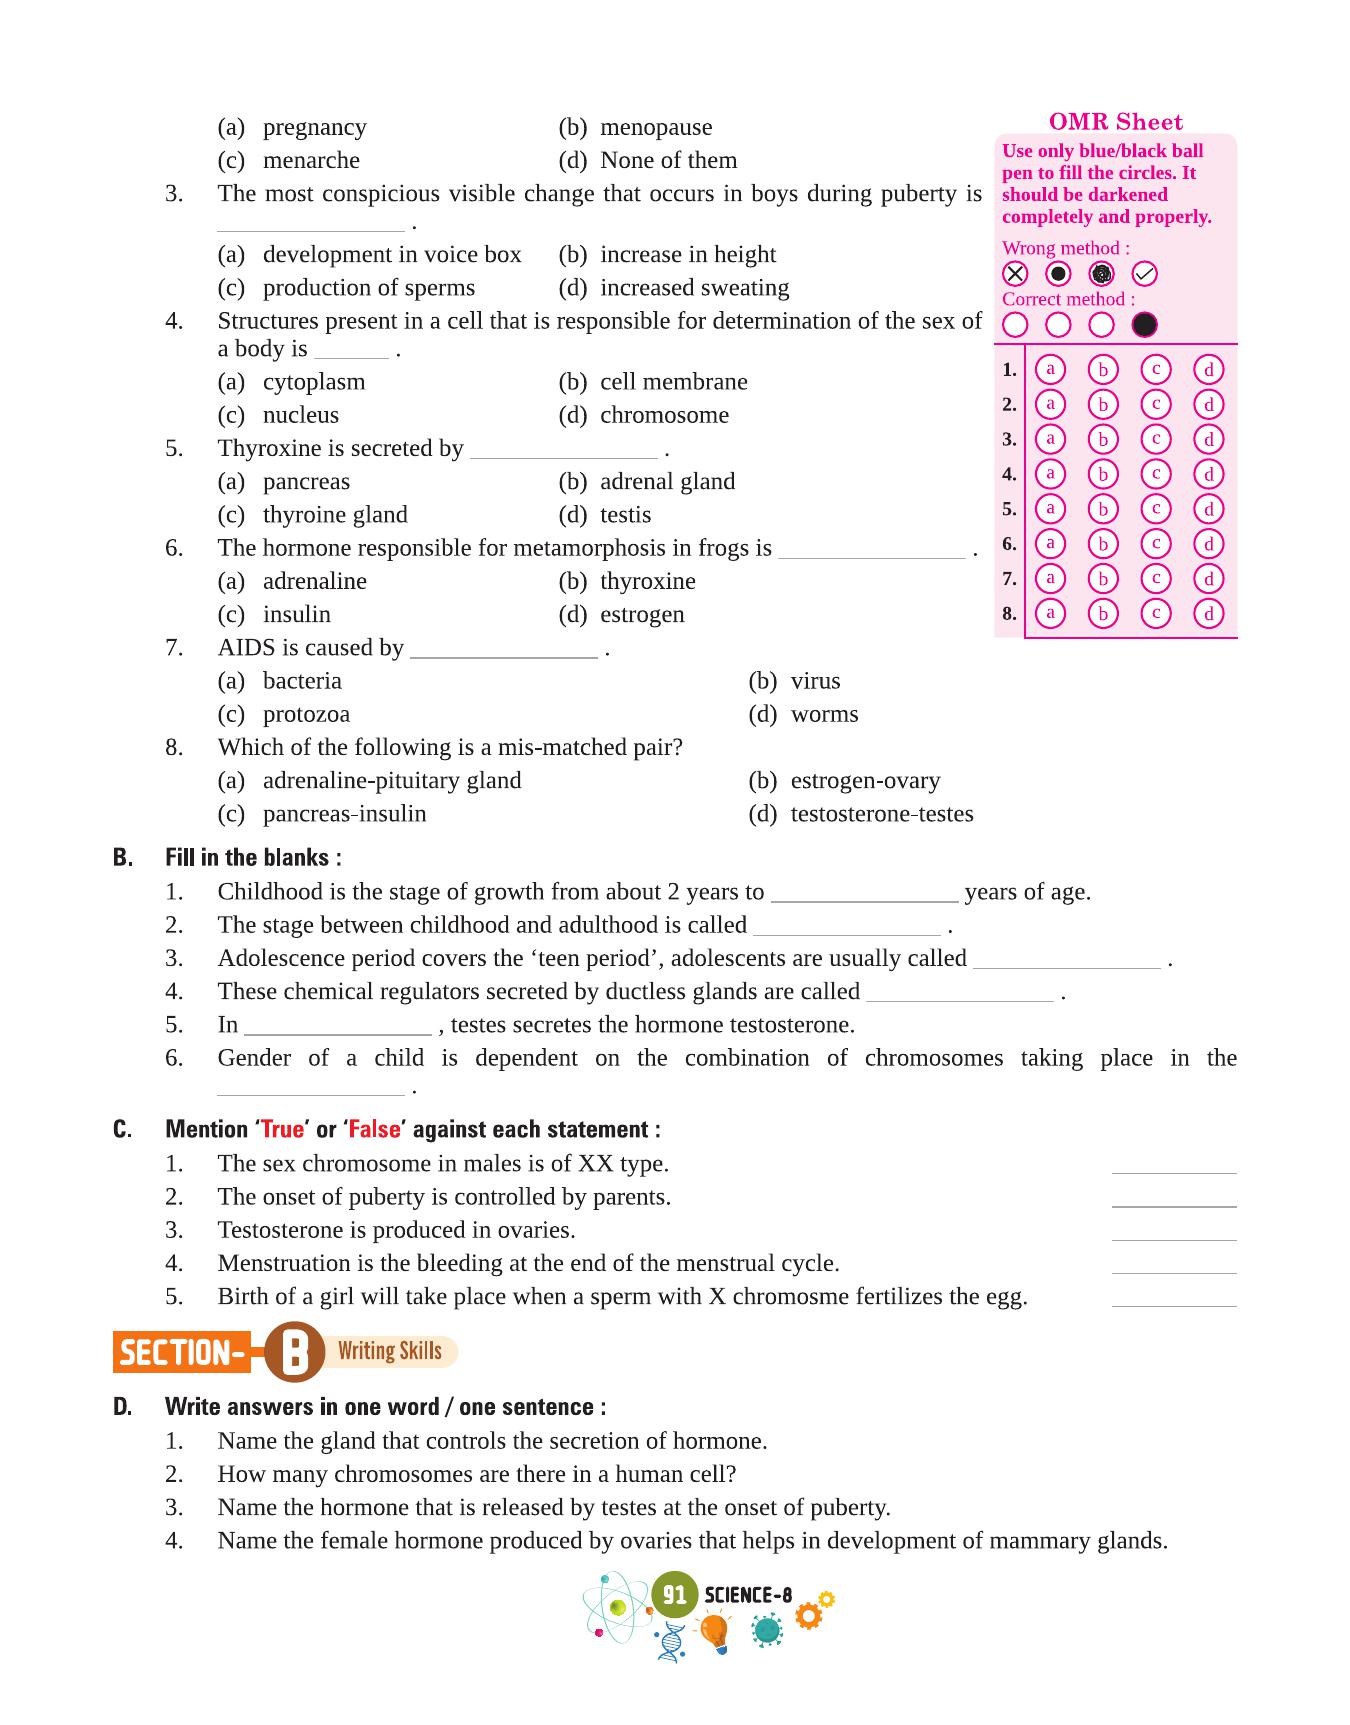 (a) pregnancy (b) menopause
(c) menarche (d) None of them
3. The most conspicious visible change that occurs in boys during puberty is
____________ .
(a) development in voice box (b) increase in height
(c) production of sperms (d) increased sweating
4. Structures present in a cell that is responsible for determination of the sex of
a body is ______ .
(a) cytoplasm (b) cell membrane
(c) nucleus (d) chromosome
5. Thyroxine is secreted by _______________ .
(a) pancreas (b) adrenal gland
(c) thyroine gland (d) testis
6. The hormone responsible for metamorphosis in frogs is _______________ .
(a) adrenaline (b) thyroxine
(c) insulin (d) estrogen
7. AIDS is caused by _______________ .
(a) bacteria (b) virus
(c) protozoa (d) worms
8. Which of the following is a mis-matched pair?
(a) adrenaline-pituitary gland (b) estrogen-ovary
(c) pancreas-insulin (d) testosterone-testes
OMR Sheet
Use only blue/black ball
pen to fill the circles. It
should be darkened
completely and properly.
Wrong method :
Correct method :
1. a b c d
2. a b c d
3. a b c d
4. a b c d
5. a b c d
6. a b c d
7. a b c d
8. a b c d
B. Fill in the blanks :
1. Childhood is the stage of growth from about 2 years to _______________ years of age.
2. The stage between childhood and adulthood is called _______________ .
3. Adolescence period covers the ‘teen period’, adolescents are usually called _______________ .
4. These chemical regulators secreted by ductless glands are called _______________ .
5. In _______________ , testes secretes the hormone testosterone.
6. Gender of a child is dependent on the combination of chromosomes taking place in the
_______________ .
C. Mention ‘True’ or ‘False’ against each statement :
1. The sex chromosome in males is of XX type. __________
2. The onset of puberty is controlled by parents. __________
3. Testosterone is produced in ovaries. __________
4. Menstruation is the bleeding at the end of the menstrual cycle. __________
5. Birth of a girl will take place when a sperm with X chromosme fertilizes the egg. __________
SECTION- B Writing Skills
D. Write answers in one word / one sentence :
1. Name the gland that controls the secretion of hormone.
2. How many chromosomes are there in a human cell?
3. Name the hormone that is released by testes at the onset of puberty.
4. Name the female hormone produced by ovaries that helps in development of mammary glands.
91 SCIENCE-8